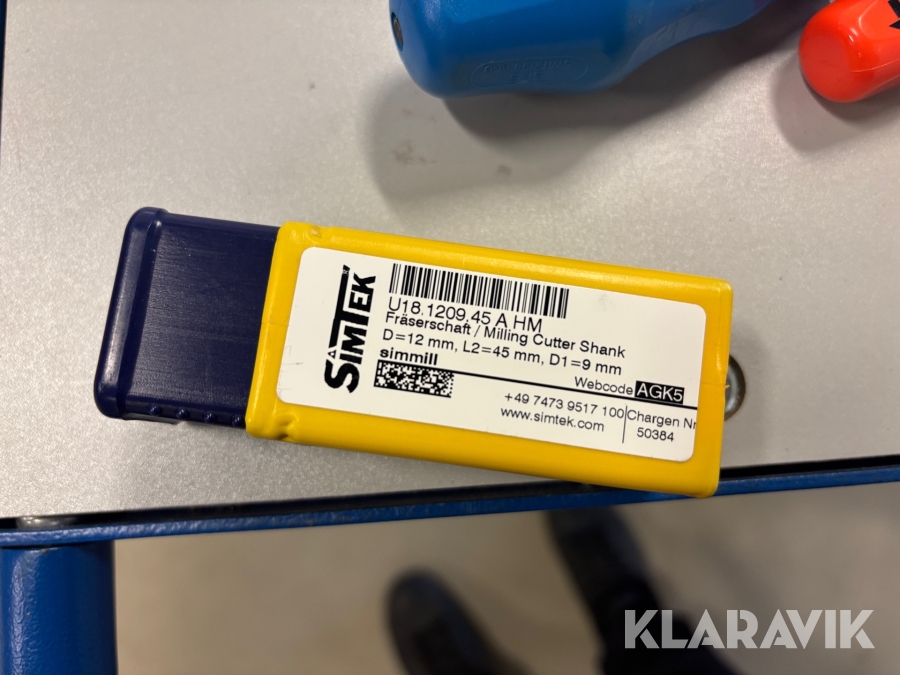 SIMTEK
U18.1209.45 A HM
Fräserschaft / Milling Cutter Shank
D=12 mm, L2=45 mm, D1=9 mm
simmill
Webcode AGK5
+49 7473 9517 100
www.simtek.com
Chargen Nr
50384
KLARAVIK